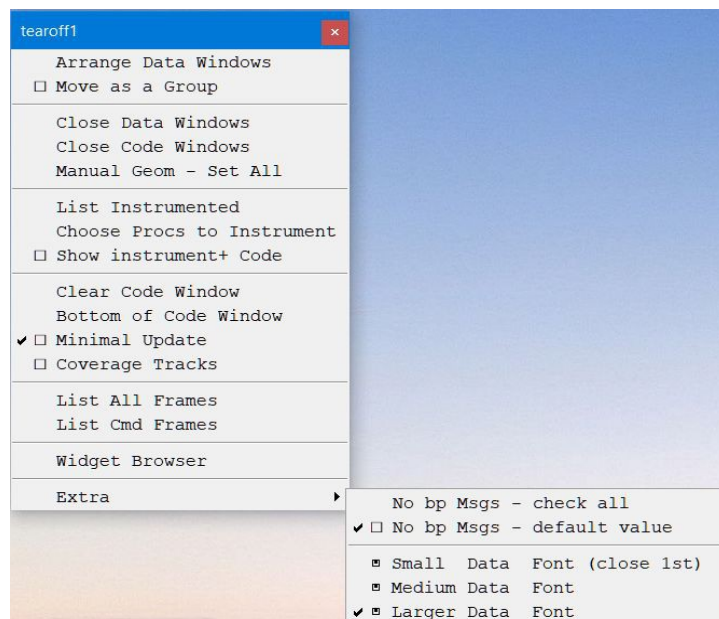 tearoff1
Arrange Data Windows
Move as a Group
Close Data Windows
Close Code Windows
Manual Geom - Set All
List Instrumented
Choose Procs to Instrument
Show instrument+ Code
Clear Code Window
Bottom of Code Window
Minimal Update
Coverage Tracks
List All Frames
List Cmd Frames
Widget Browser
Extra
No bp Msgs - check all
No bp Msgs - default value
Small Data Font (close 1st)
Medium Data Font
Larger Data Font